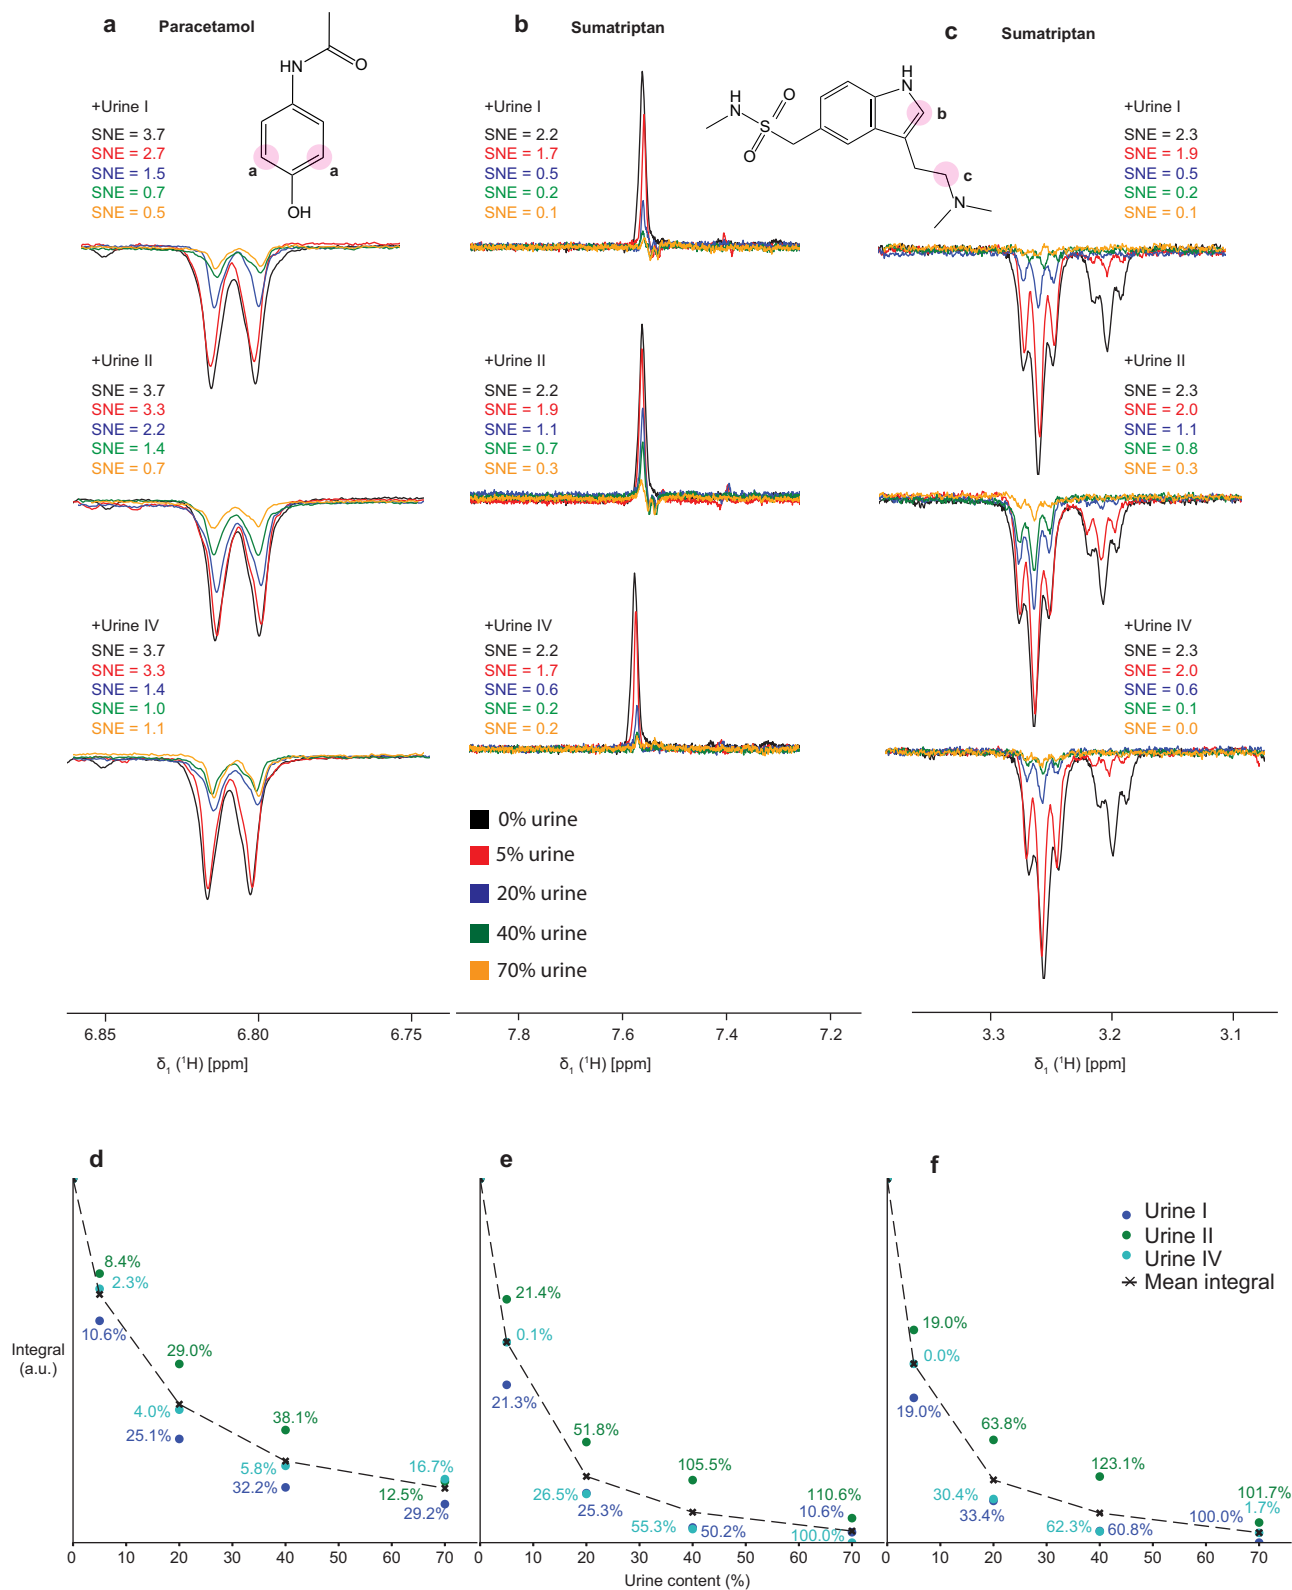 a Paracetamol
HN
O
a a
OH
+Urine I
SNE = 3.7
SNE = 2.7
SNE = 1.5
SNE = 0.7
SNE = 0.5
+Urine II
SNE = 3.7
SNE = 3.3
SNE = 2.2
SNE = 1.4
SNE = 0.7
+Urine IV
SNE = 3.7
SNE = 3.3
SNE = 1.4
SNE = 1.0
SNE = 1.1
6.85 6.80 6.75
δ₁ (¹H) [ppm]
b Sumatriptan
+Urine I
SNE = 2.2
SNE = 1.7
SNE = 0.5
SNE = 0.2
SNE = 0.1
+Urine II
SNE = 2.2
SNE = 1.9
SNE = 1.1
SNE = 0.7
SNE = 0.3
+Urine IV
SNE = 2.2
SNE = 1.7
SNE = 0.6
SNE = 0.2
SNE = 0.2
0% urine
5% urine
20% urine
40% urine
70% urine
7.8 7.6 7.4 7.2
δ₁ (¹H) [ppm]
c Sumatriptan
H
N
H
N
O
S
O
b
c
N
+Urine I
SNE = 2.3
SNE = 1.9
SNE = 0.5
SNE = 0.2
SNE = 0.1
+Urine II
SNE = 2.3
SNE = 2.0
SNE = 1.1
SNE = 0.8
SNE = 0.3
+Urine IV
SNE = 2.3
SNE = 2.0
SNE = 0.6
SNE = 0.1
SNE = 0.0
3.3 3.2 3.1
δ₁ (¹H) [ppm]
d
Integral
(a.u.)
8.4%
2.3%
10.6%
29.0%
4.0%
25.1%
38.1%
5.8%
32.2%
16.7%
12.5%
29.2%
0 10 20 30 40 50 60 70
e
21.4%
0.1%
21.3%
51.8%
26.5%
25.3%
105.5%
55.3%
50.2%
110.6%
10.6%
100.0%
0 10 20 30 40 50 60 70
Urine content (%)
f
Urine I
Urine II
Urine IV
Mean integral
19.0%
0.0%
19.0%
63.8%
30.4%
33.4%
123.1%
62.3%
60.8%
101.7%
1.7%
100.0%
0 10 20 30 40 50 60 70